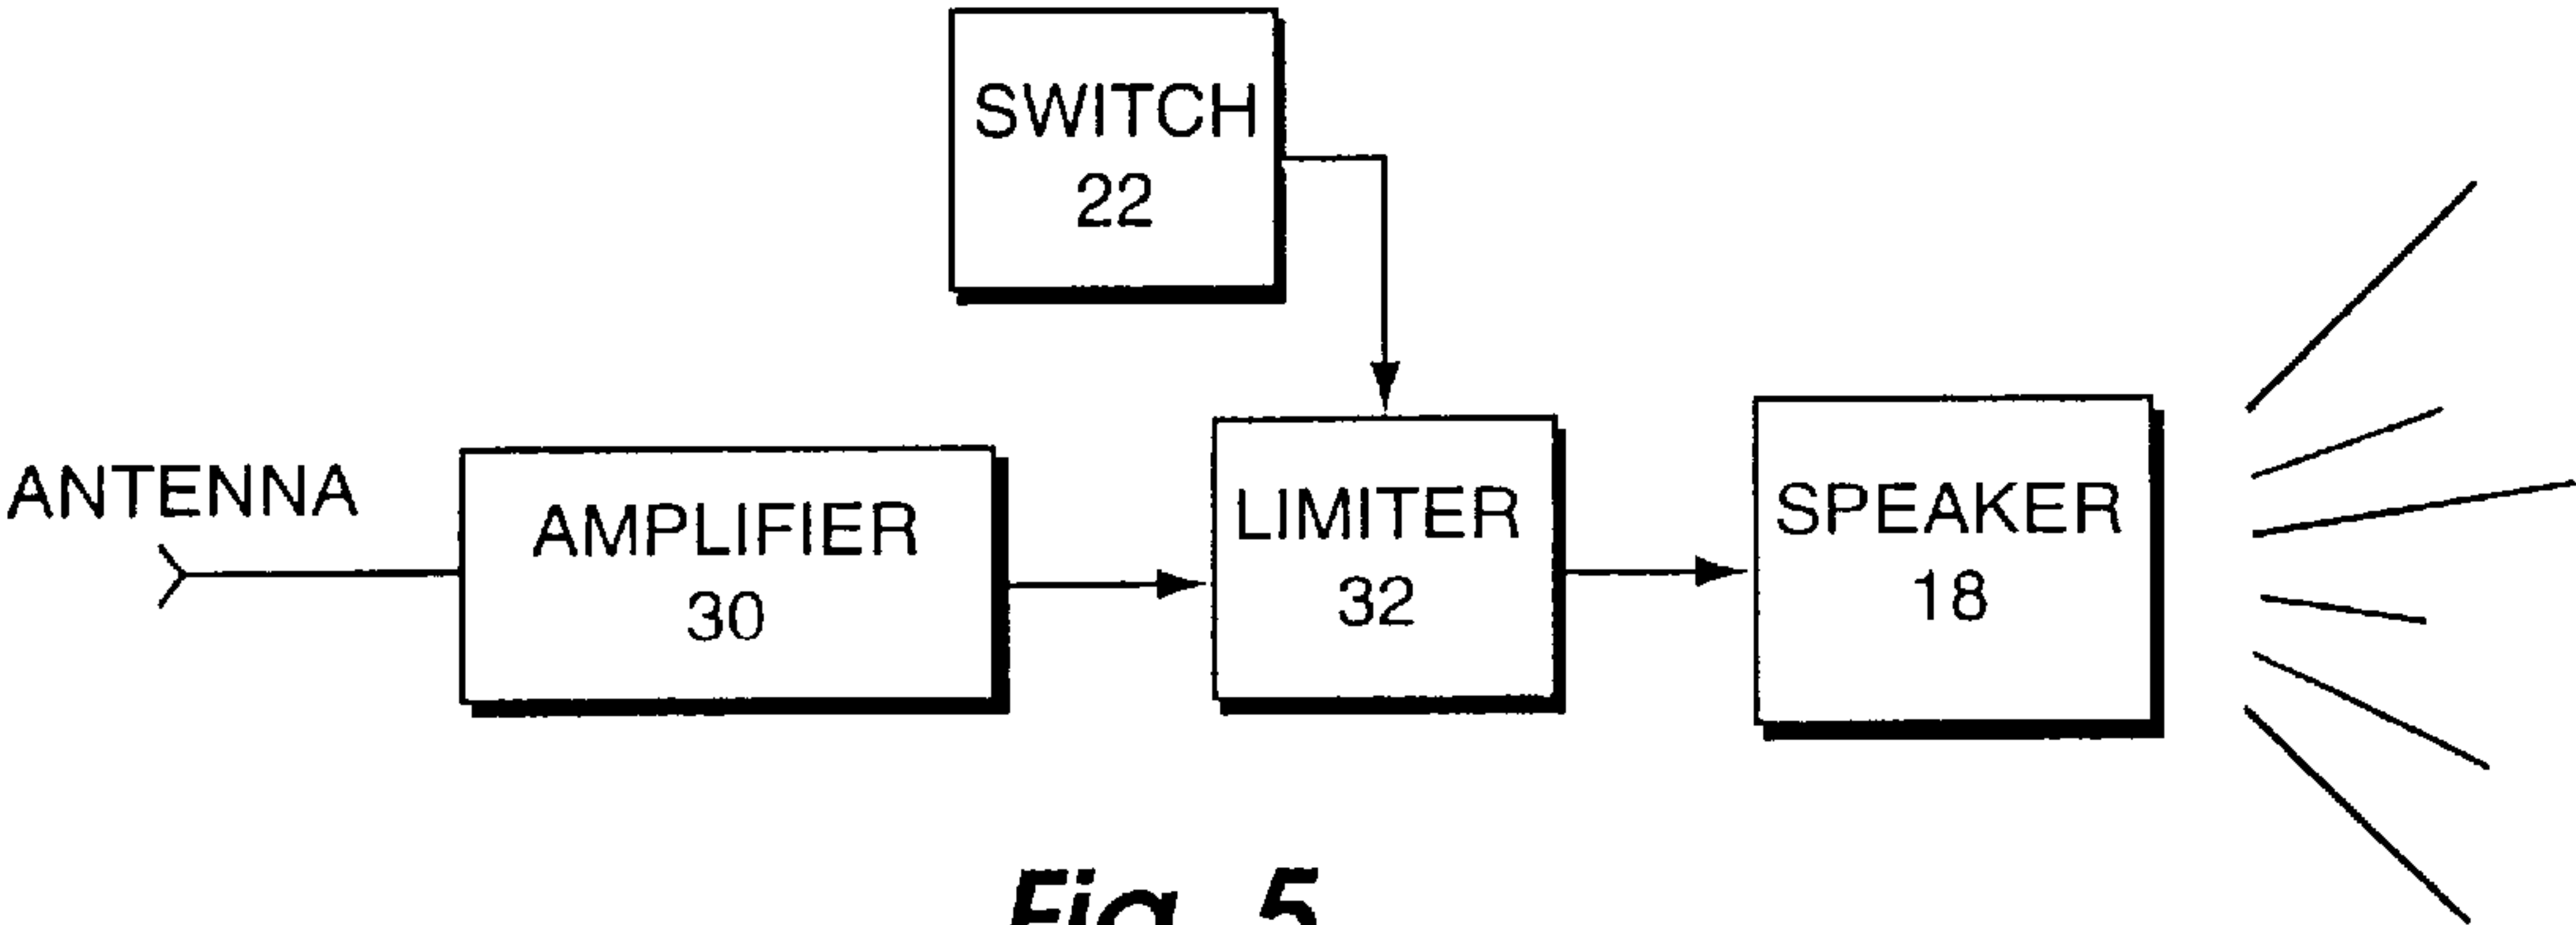 SWITCH
22
ANTENNA
AMPLIFIER
30
LIMITER
32
SPEAKER
18
Fig. 5